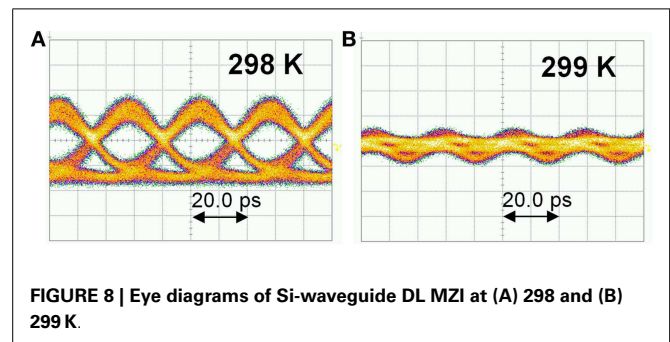 A
298 K
20.0 ps
B
299 K
20.0 ps
FIGURE 8 | Eye diagrams of Si-waveguide DL MZI at (A) 298 and (B)
299 K.